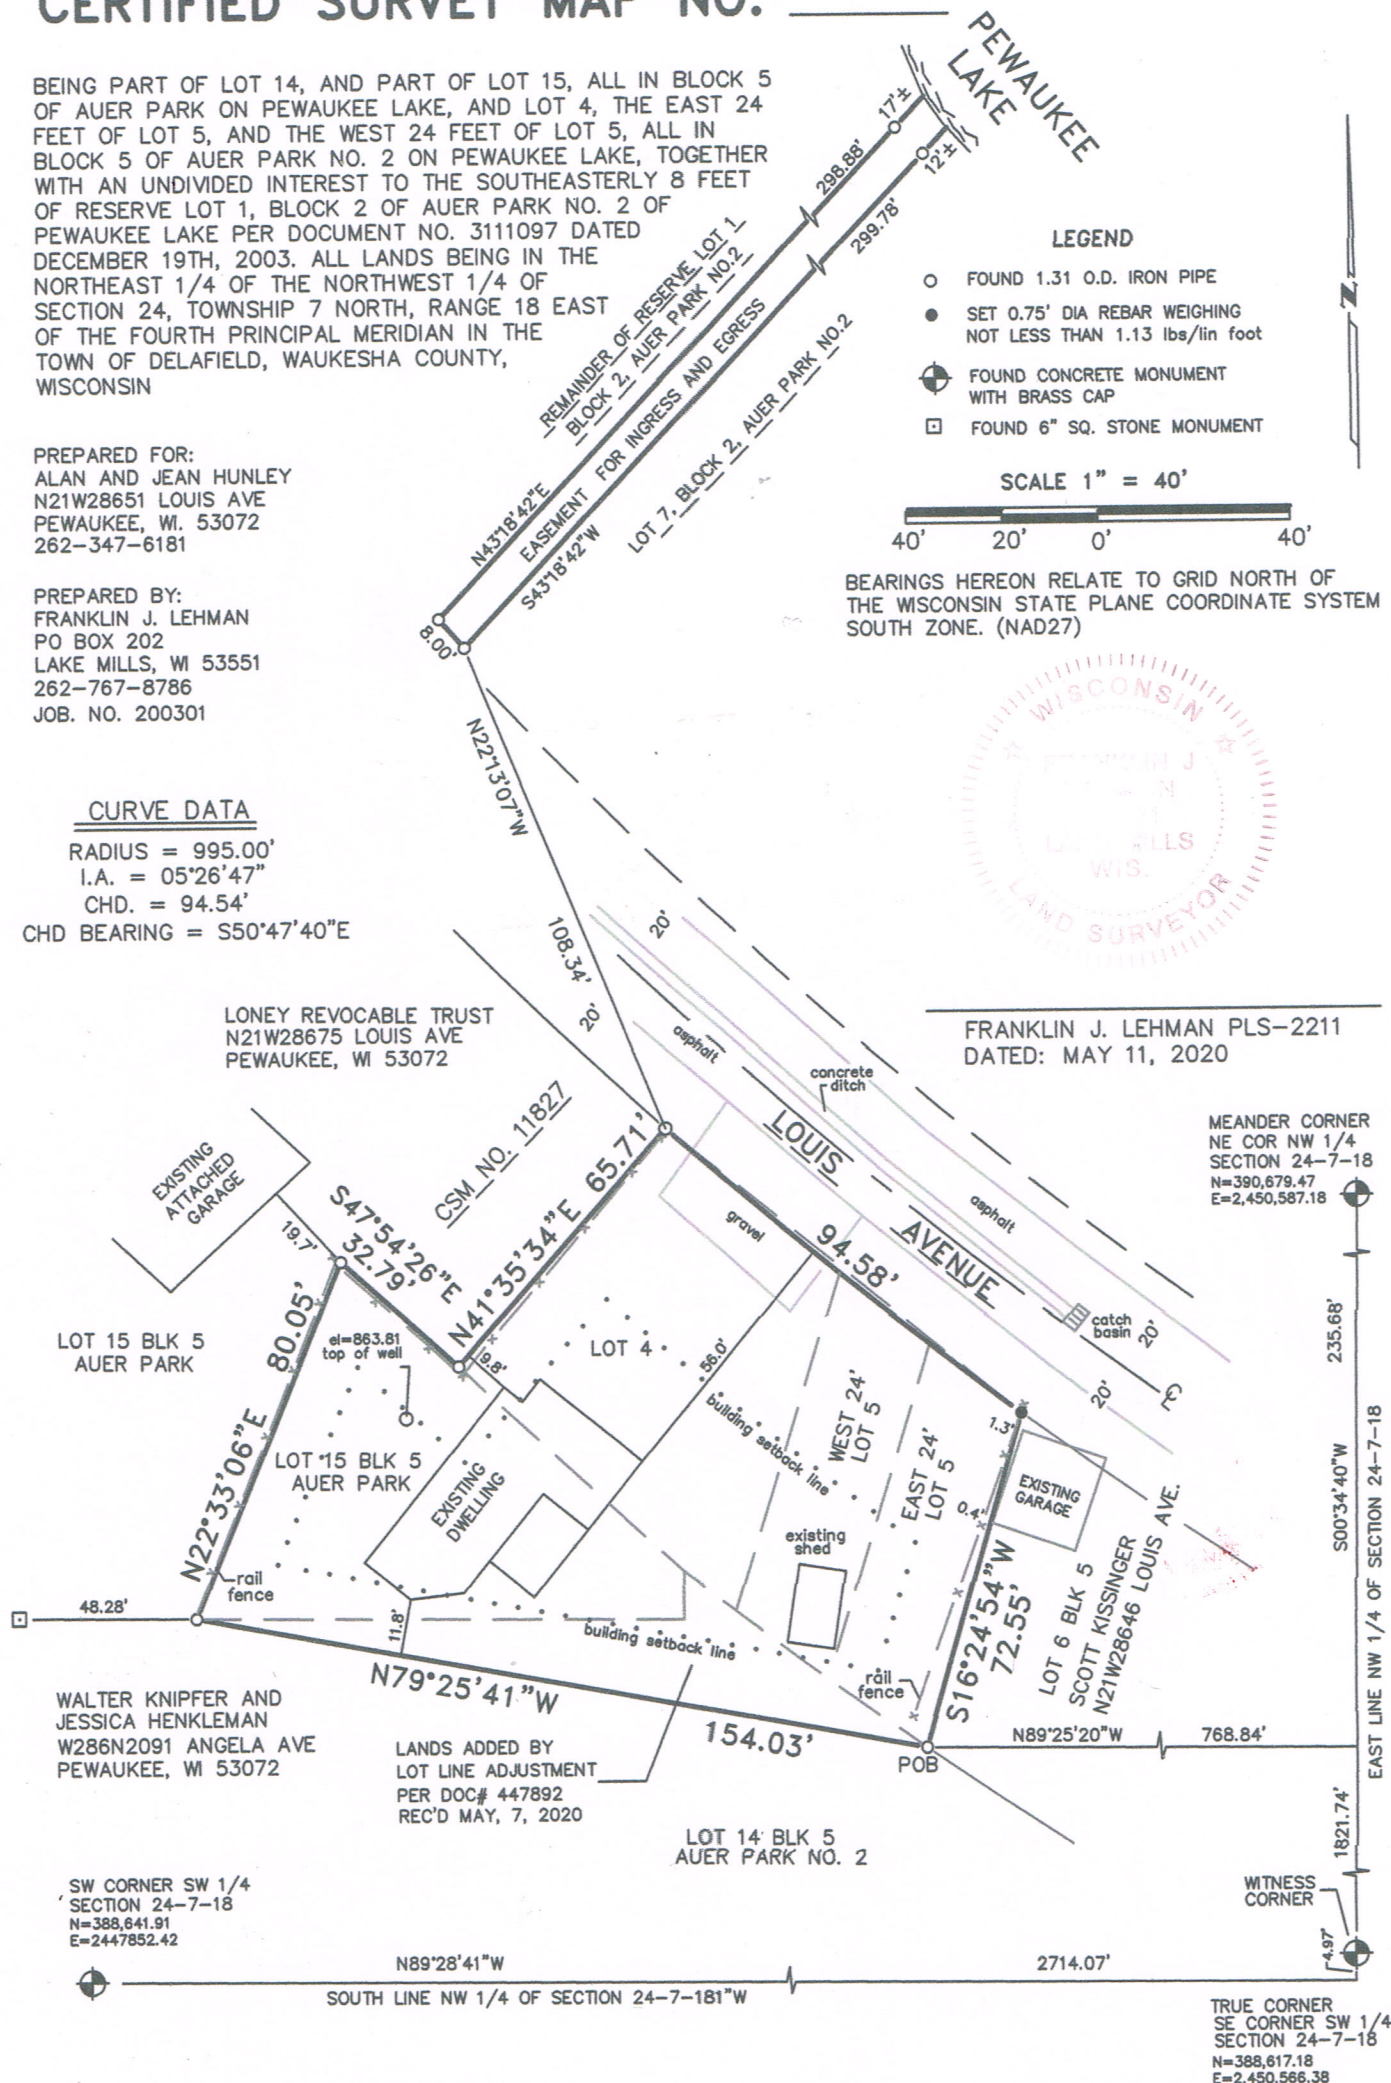 CERTIFIED SURVEY MAP NO.
BEING PART OF LOT 14, AND PART OF LOT 15, ALL IN BLOCK 5
OF AUER PARK ON PEWAUKEE LAKE, AND LOT 4, THE EAST 24
FEET OF LOT 5, AND THE WEST 24 FEET OF LOT 5, ALL IN
BLOCK 5 OF AUER PARK NO. 2 ON PEWAUKEE LAKE, TOGETHER
WITH AN UNDIVIDED INTEREST TO THE SOUTHEASTERLY 8 FEET
OF RESERVE LOT 1, BLOCK 2 OF AUER PARK NO. 2 OF
PEWAUKEE LAKE PER DOCUMENT NO. 3111097 DATED
DECEMBER 19TH, 2003. ALL LANDS BEING IN THE
NORTHEAST 1/4 OF THE NORTHWEST 1/4 OF
SECTION 24, TOWNSHIP 7 NORTH, RANGE 18 EAST
OF THE FOURTH PRINCIPAL MERIDIAN IN THE
TOWN OF DELAFIELD, WAUKESHA COUNTY,
WISCONSIN
PEWAUKEE
LAKE
17'±
12'±
298.88'
299.78'
REMAINDER OF RESERVE LOT 1
BLOCK 2, AUER PARK NO.2
EASEMENT FOR INGRESS AND EGRESS
LOT 7, BLOCK 2, AUER PARK NO.2
N43°18'42"E
S43°18'42"W
8.00'
N
LEGEND
FOUND 1.31 O.D. IRON PIPE
SET 0.75' DIA REBAR WEIGHING
NOT LESS THAN 1.13 lbs/lin foot
FOUND CONCRETE MONUMENT
WITH BRASS CAP
FOUND 6" SQ. STONE MONUMENT
SCALE 1" = 40'
40' 20' 0' 40'
BEARINGS HEREON RELATE TO GRID NORTH OF
THE WISCONSIN STATE PLANE COORDINATE SYSTEM
SOUTH ZONE. (NAD27)
PREPARED FOR:
ALAN AND JEAN HUNLEY
N21W28651 LOUIS AVE
PEWAUKEE, WI. 53072
262-347-6181
PREPARED BY:
FRANKLIN J. LEHMAN
PO BOX 202
LAKE MILLS, WI 53551
262-767-8786
JOB. NO. 200301
WISCONSIN
WIS.
LAND SURVEYOR
CURVE DATA
RADIUS = 995.00'
I.A. = 05°26'47"
CHD. = 94.54'
CHD BEARING = S50°47'40"E
N22°13'07"W
108.34'
20'
20'
FRANKLIN J. LEHMAN PLS-2211
DATED: MAY 11, 2020
LONEY REVOCABLE TRUST
N21W28675 LOUIS AVE
PEWAUKEE, WI 53072
asphalt
concrete
ditch
LOUIS
AVENUE
asphalt
catch
basin
20'
20'
CL
MEANDER CORNER
NE COR NW 1/4
SECTION 24-7-18
N=390,679.47
E=2,450,587.18
235.68'
S00°34'40"W
EAST LINE NW 1/4 OF SECTION 24-7-18
1821.74'
EXISTING
ATTACHED
GARAGE
CSM NO. 11827
19.7'
S47°54'26"E
32.79'
N41°35'34"E 65.71'
9.8'
gravel
94.58'
LOT 15 BLK 5
AUER PARK
N22°33'06"E 80.05'
el=863.81
top of well
LOT 4
56.0'
LOT 15 BLK 5
AUER PARK
EXISTING
DWELLING
building setback line
WEST 24'
LOT 5
EAST 24'
LOT 5
1.3'
0.4'
EXISTING
GARAGE
existing
shed
rail
fence
48.28'
11.8'
building setback line
rail
fence
S16°24'54"W
72.55'
LOT 6 BLK 5
SCOTT KISSINGER
N21W28646 LOUIS AVE.
N79°25'41"W
154.03'
POB
N89°25'20"W 768.84'
WALTER KNIPFER AND
JESSICA HENKLEMAN
W286N2091 ANGELA AVE
PEWAUKEE, WI 53072
LANDS ADDED BY
LOT LINE ADJUSTMENT
PER DOC# 447892
REC'D MAY, 7, 2020
LOT 14 BLK 5
AUER PARK NO. 2
SW CORNER SW 1/4
SECTION 24-7-18
N=388,641.91
E=2447852.42
WITNESS
CORNER
4.97'
N89°28'41"W 2714.07'
SOUTH LINE NW 1/4 OF SECTION 24-7-181"W
TRUE CORNER
SE CORNER SW 1/4
SECTION 24-7-18
N=388,617.18
E=2,450,566.38